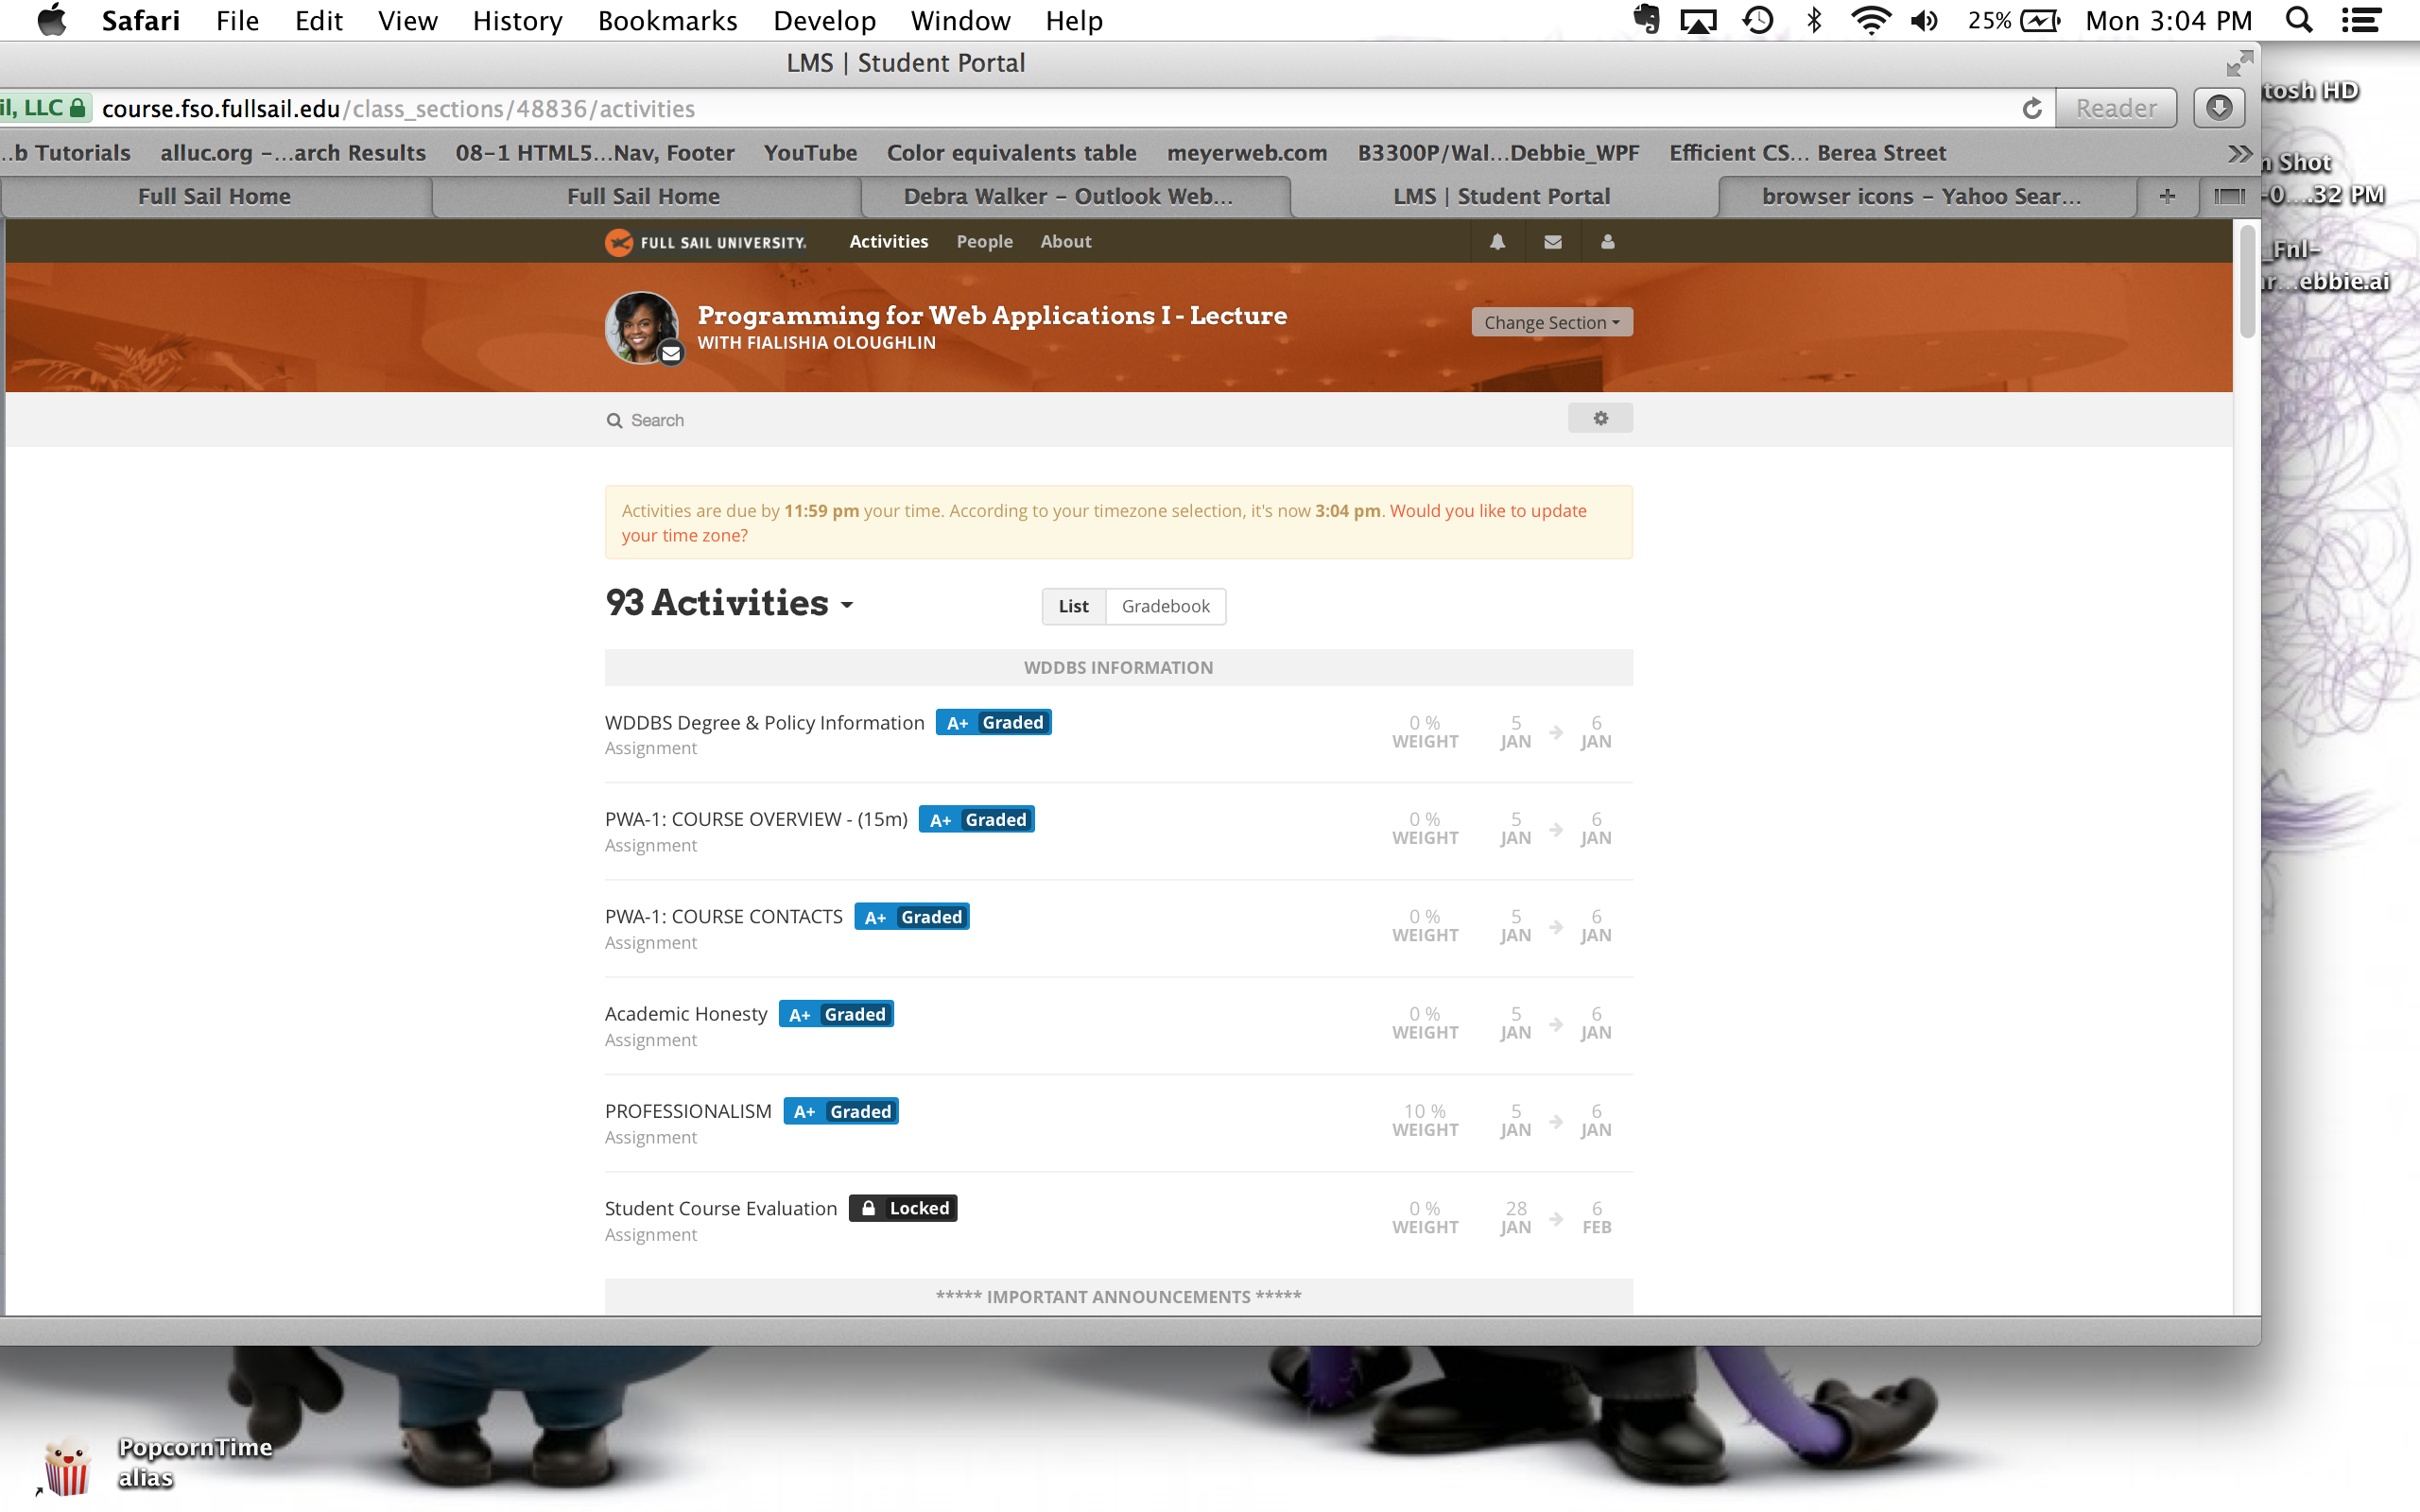 Safari File Edit View History Bookmarks Develop Window Help 25% Mon 3:04 PM
LMS | Student Portal
il, LLC course.fso.fullsail.edu/class_sections/48836/activities Reader
...b Tutorials alluc.org –...arch Results 08–1 HTML5...Nav, Footer YouTube Color equivalents table meyerweb.com B3300P/Wal...Debbie_WPF Efficient CS... Berea Street
Full Sail Home Full Sail Home Debra Walker – Outlook Web... LMS | Student Portal browser icons – Yahoo Sear...
tosh HD
n Shot
-0....32 PM
_Fnl-
r...ebbie.ai
FULL SAIL UNIVERSITY. Activities People About
Programming for Web Applications I - Lecture
WITH FIALISHIA OLOUGHLIN
Change Section
Search
Activities are due by 11:59 pm your time. According to your timezone selection, it's now 3:04 pm. Would you like to update
your time zone?
93 Activities List Gradebook
WDDBS INFORMATION
WDDBS Degree & Policy Information A+ Graded 0 % 5 6
Assignment WEIGHT JAN JAN
PWA-1: COURSE OVERVIEW - (15m) A+ Graded 0 % 5 6
Assignment WEIGHT JAN JAN
PWA-1: COURSE CONTACTS A+ Graded 0 % 5 6
Assignment WEIGHT JAN JAN
Academic Honesty A+ Graded 0 % 5 6
Assignment WEIGHT JAN JAN
PROFESSIONALISM A+ Graded 10 % 5 6
Assignment WEIGHT JAN JAN
Student Course Evaluation Locked 0 % 28 6
Assignment WEIGHT JAN FEB
***** IMPORTANT ANNOUNCEMENTS *****
PopcornTime
alias